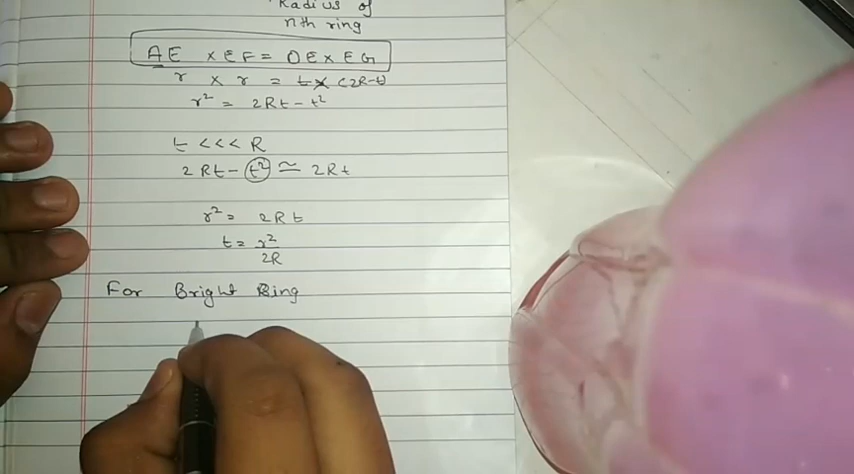 Radius of
nth ring
AE × EF = OE × EG
r × r = t × (2R-t)
r² = 2Rt - t²
t <<< R
2Rt - t² ≅ 2Rt
r² = 2Rt
t = r²
2R
For Bright Ring